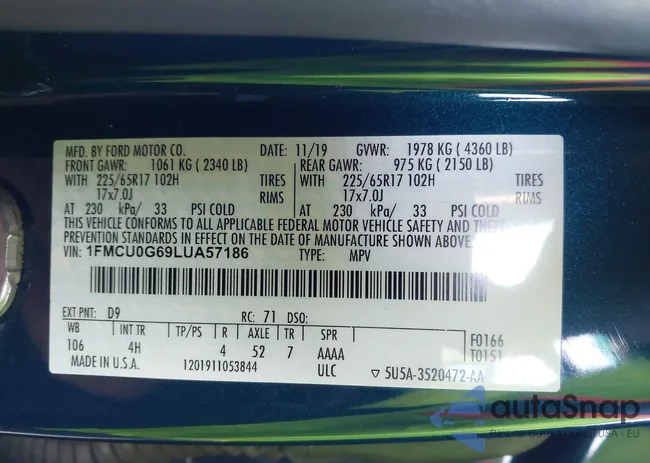 MFD. BY FORD MOTOR CO. DATE: 11/19 GVWR: 1978 KG ( 4360 LB)
FRONT GAWR: 1061 KG ( 2340 LB) REAR GAWR: 975 KG ( 2150 LB)
WITH 225/65R17 102H TIRES WITH 225/65R17 102H TIRES
17x7.0J RIMS 17x7.0J RIMS
AT 230 kPa/ 33 PSI COLD AT 230 kPa/ 33 PSI COLD
THIS VEHICLE CONFORMS TO ALL APPLICABLE FEDERAL MOTOR VEHICLE SAFETY AND THEFT
PREVENTION STANDARDS IN EFFECT ON THE DATE OF MANUFACTURE SHOWN ABOVE.
VIN: 1FMCU0G69LUA57186 TYPE: MPV
EXT PNT: D9 RC: 71 DSO:
WB INT TR TP/PS R AXLE TR SPR F0166
106 4H 4 52 7 AAAA T0151
MADE IN U.S.A. 1201911053844 ULC ▽ 5U5A-3520472-AA
autoSnap
USA | EU